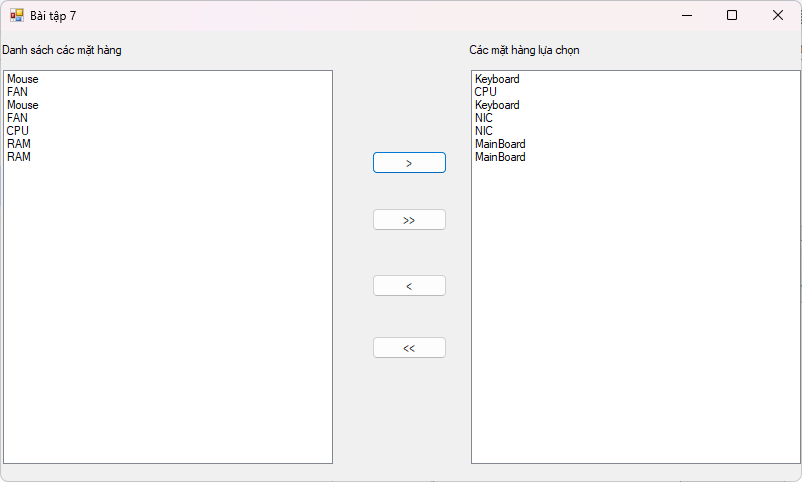 Bài tập 7
Danh sách các mặt hàng
Mouse
FAN
Mouse
FAN
CPU
RAM
RAM
>
>>
<
<<
Các mặt hàng lựa chọn
Keyboard
CPU
Keyboard
NIC
NIC
MainBoard
MainBoard